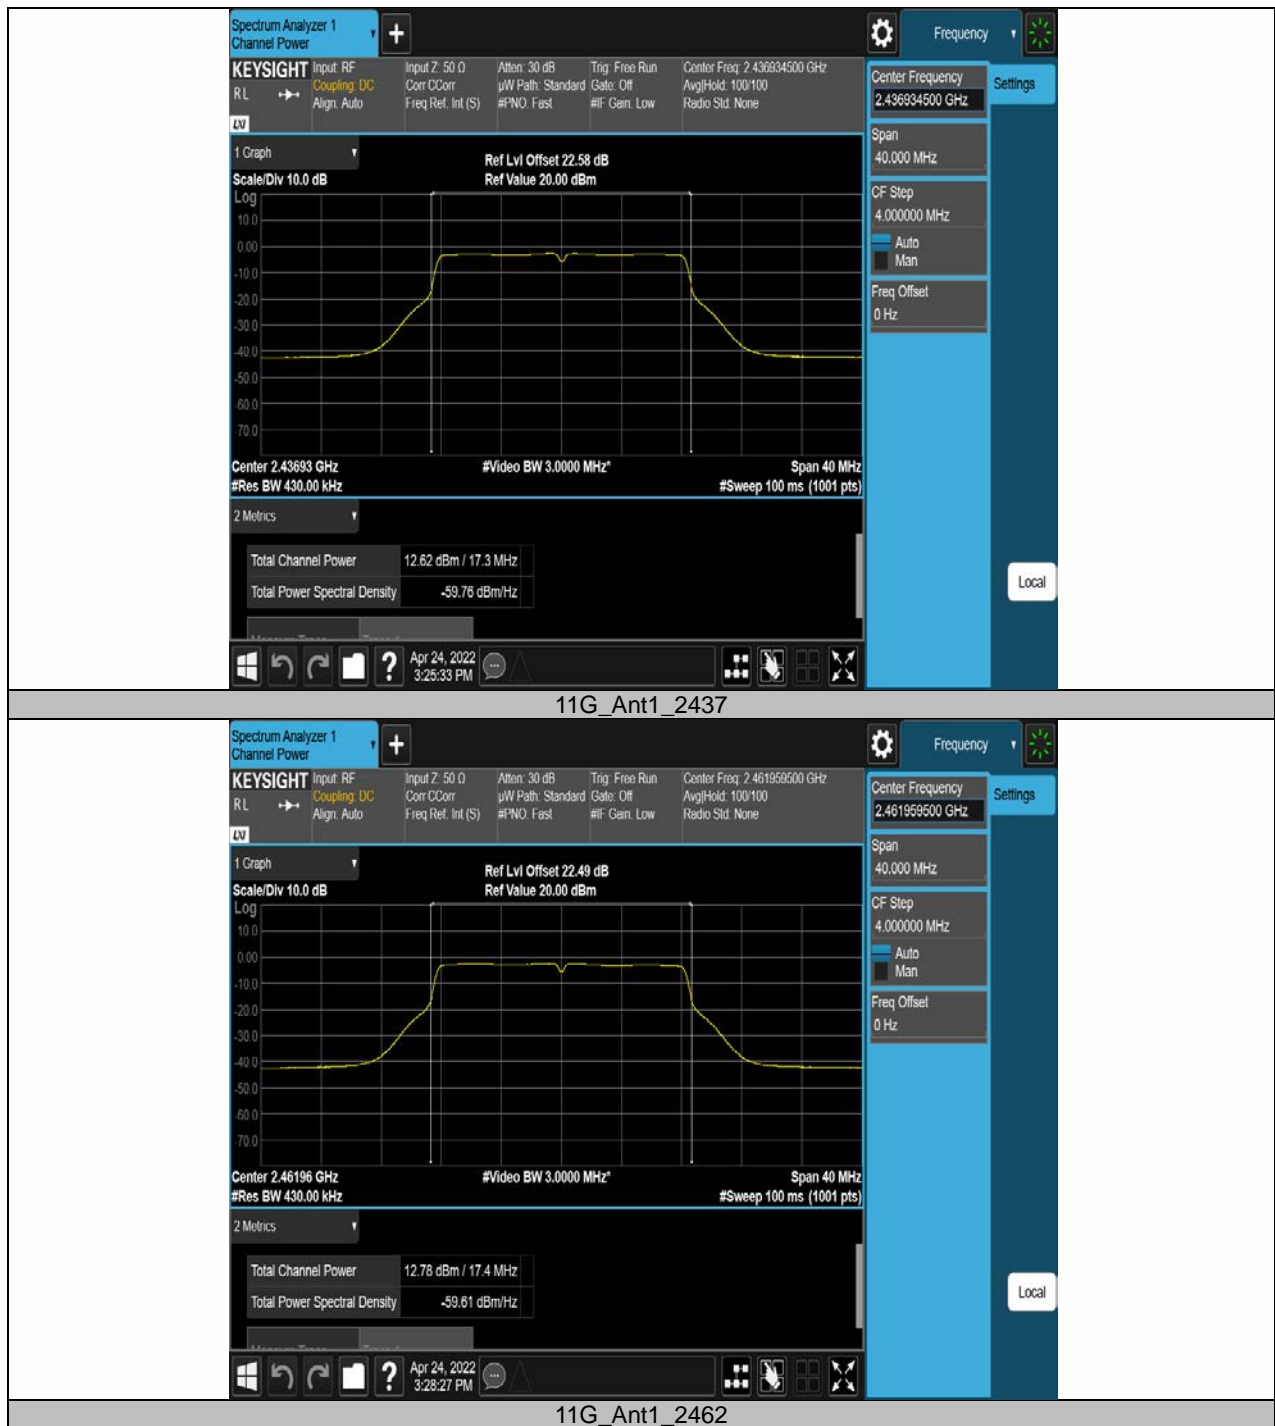 Spectrum Analyzer 1
Channel Power
+
Frequency
KEYSIGHT
RL
LXI
Input: RF
Coupling: DC
Align: Auto
Input Z: 50 Ω
Corr CCorr
Freq Ref: Int (S)
Atten: 30 dB
µW Path: Standard
#PNO: Fast
Trig: Free Run
Gate: Off
#IF Gain: Low
Center Freq: 2.436934500 GHz
Avg|Hold: 100/100
Radio Std: None
Center Frequency
2.436934500 GHz
Settings
Span
40.000 MHz
CF Step
4.000000 MHz
Auto
Man
Freq Offset
0 Hz
Local
1 Graph
Scale/Div 10.0 dB
Ref Lvl Offset 22.58 dB
Ref Value 20.00 dBm
Log
10.0
0.00
-10.0
-20.0
-30.0
-40.0
-50.0
-60.0
-70.0
Center 2.43693 GHz
#Video BW 3.0000 MHz*
Span 40 MHz
#Res BW 430.00 kHz
#Sweep 100 ms (1001 pts)
2 Metrics
Total Channel Power 12.62 dBm / 17.3 MHz
Total Power Spectral Density -59.76 dBm/Hz
?
Apr 24, 2022
3:25:33 PM
11G_Ant1_2437
Spectrum Analyzer 1
Channel Power
+
Frequency
KEYSIGHT
RL
LXI
Input: RF
Coupling: DC
Align: Auto
Input Z: 50 Ω
Corr CCorr
Freq Ref: Int (S)
Atten: 30 dB
µW Path: Standard
#PNO: Fast
Trig: Free Run
Gate: Off
#IF Gain: Low
Center Freq: 2.461959500 GHz
Avg|Hold: 100/100
Radio Std: None
Center Frequency
2.461959500 GHz
Settings
Span
40.000 MHz
CF Step
4.000000 MHz
Auto
Man
Freq Offset
0 Hz
Local
1 Graph
Scale/Div 10.0 dB
Ref Lvl Offset 22.49 dB
Ref Value 20.00 dBm
Log
10.0
0.00
-10.0
-20.0
-30.0
-40.0
-50.0
-60.0
-70.0
Center 2.46196 GHz
#Video BW 3.0000 MHz*
Span 40 MHz
#Res BW 430.00 kHz
#Sweep 100 ms (1001 pts)
2 Metrics
Total Channel Power 12.78 dBm / 17.4 MHz
Total Power Spectral Density -59.61 dBm/Hz
?
Apr 24, 2022
3:28:27 PM
11G_Ant1_2462